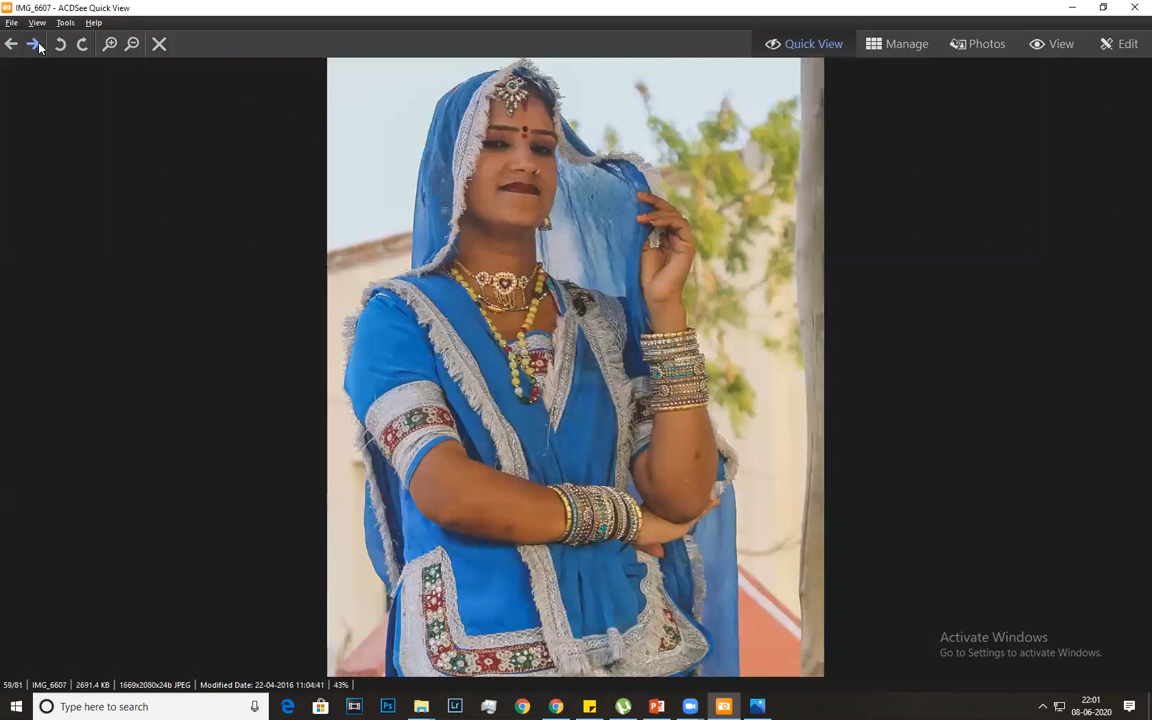 IMG_6607 - ACDSee Quick View
File View Tools Help
Quick View Manage Photos View Edit
Activate Windows
Go to Settings to activate Windows.
59/81 IMG_6607 2691.4 KB 1669x2080x24b JPEG Modified Date: 22-04-2016 11:04:41 43%
Type here to search
Ps
Lr
22:01
08-06-2020